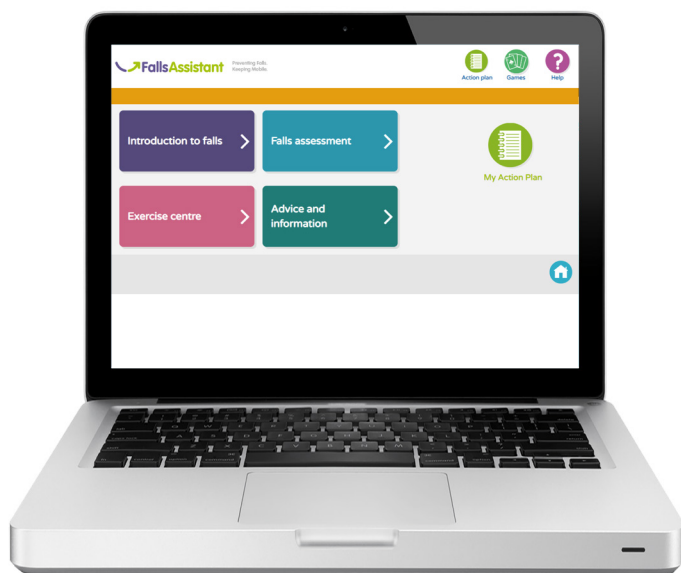 FallsAssistant
Preventing Falls.
Keeping Mobile.
Action plan
Games
Help
Introduction to falls
Falls assessment
My Action Plan
Exercise centre
Advice and
information